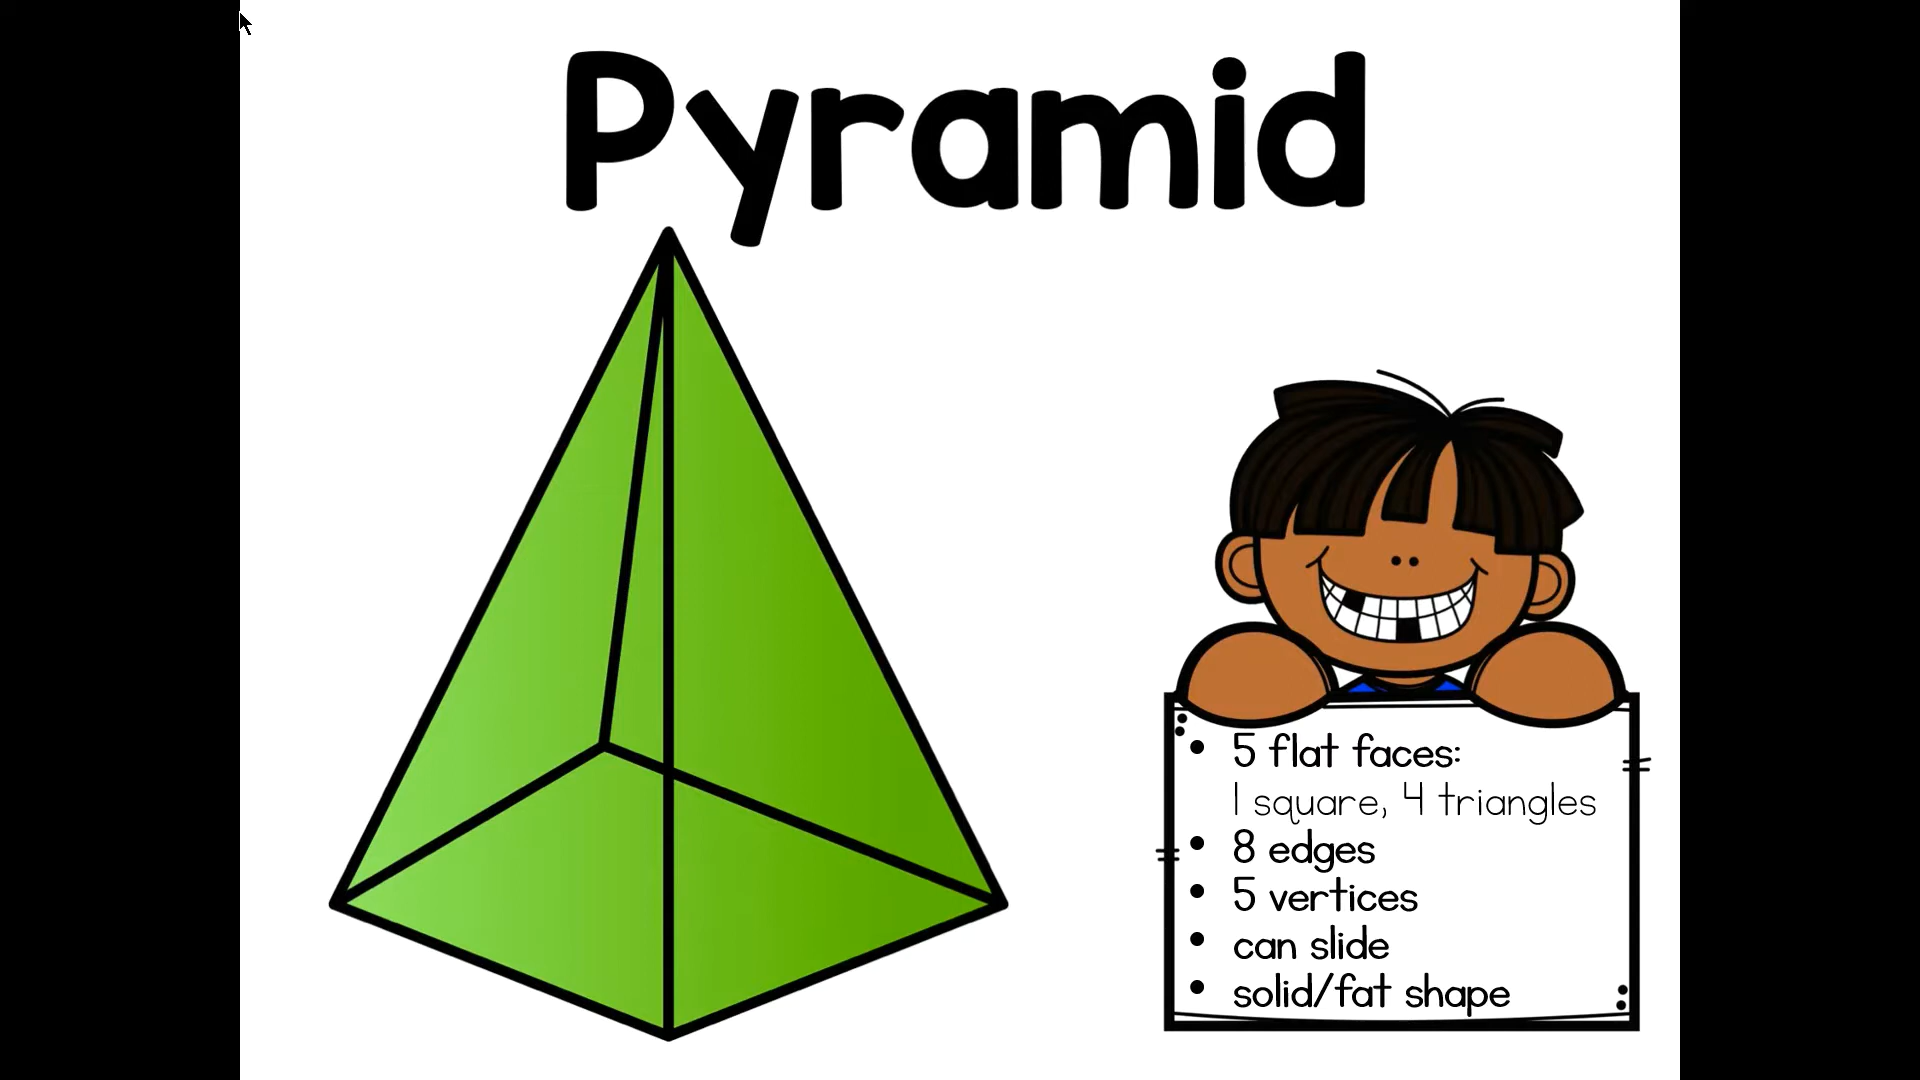 Pyramid
• 5 flat faces:
1 square, 4 triangles
• 8 edges
• 5 vertices
• can slide
• solid/fat shape